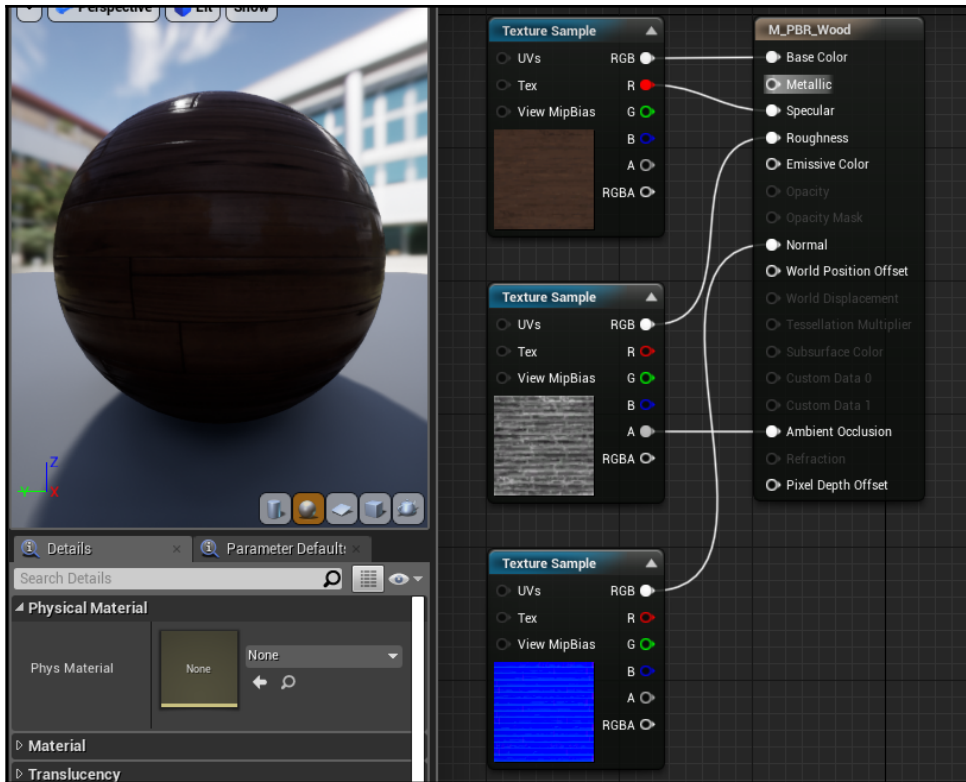 Perspective
Lit
Show
Details
Parameter Defaults
Search Details
Physical Material
Phys Material
None
None
Material
Translucency
Texture Sample
UVs
RGB
Tex
R
View MipBias
G
B
A
RGBA
Texture Sample
UVs
RGB
Tex
R
View MipBias
G
B
A
RGBA
Texture Sample
UVs
RGB
Tex
R
View MipBias
G
B
A
RGBA
M_PBR_Wood
Base Color
Metallic
Specular
Roughness
Emissive Color
Opacity
Opacity Mask
Normal
World Position Offset
World Displacement
Tessellation Multiplier
Subsurface Color
Custom Data 0
Custom Data 1
Ambient Occlusion
Refraction
Pixel Depth Offset
Z
Y
X